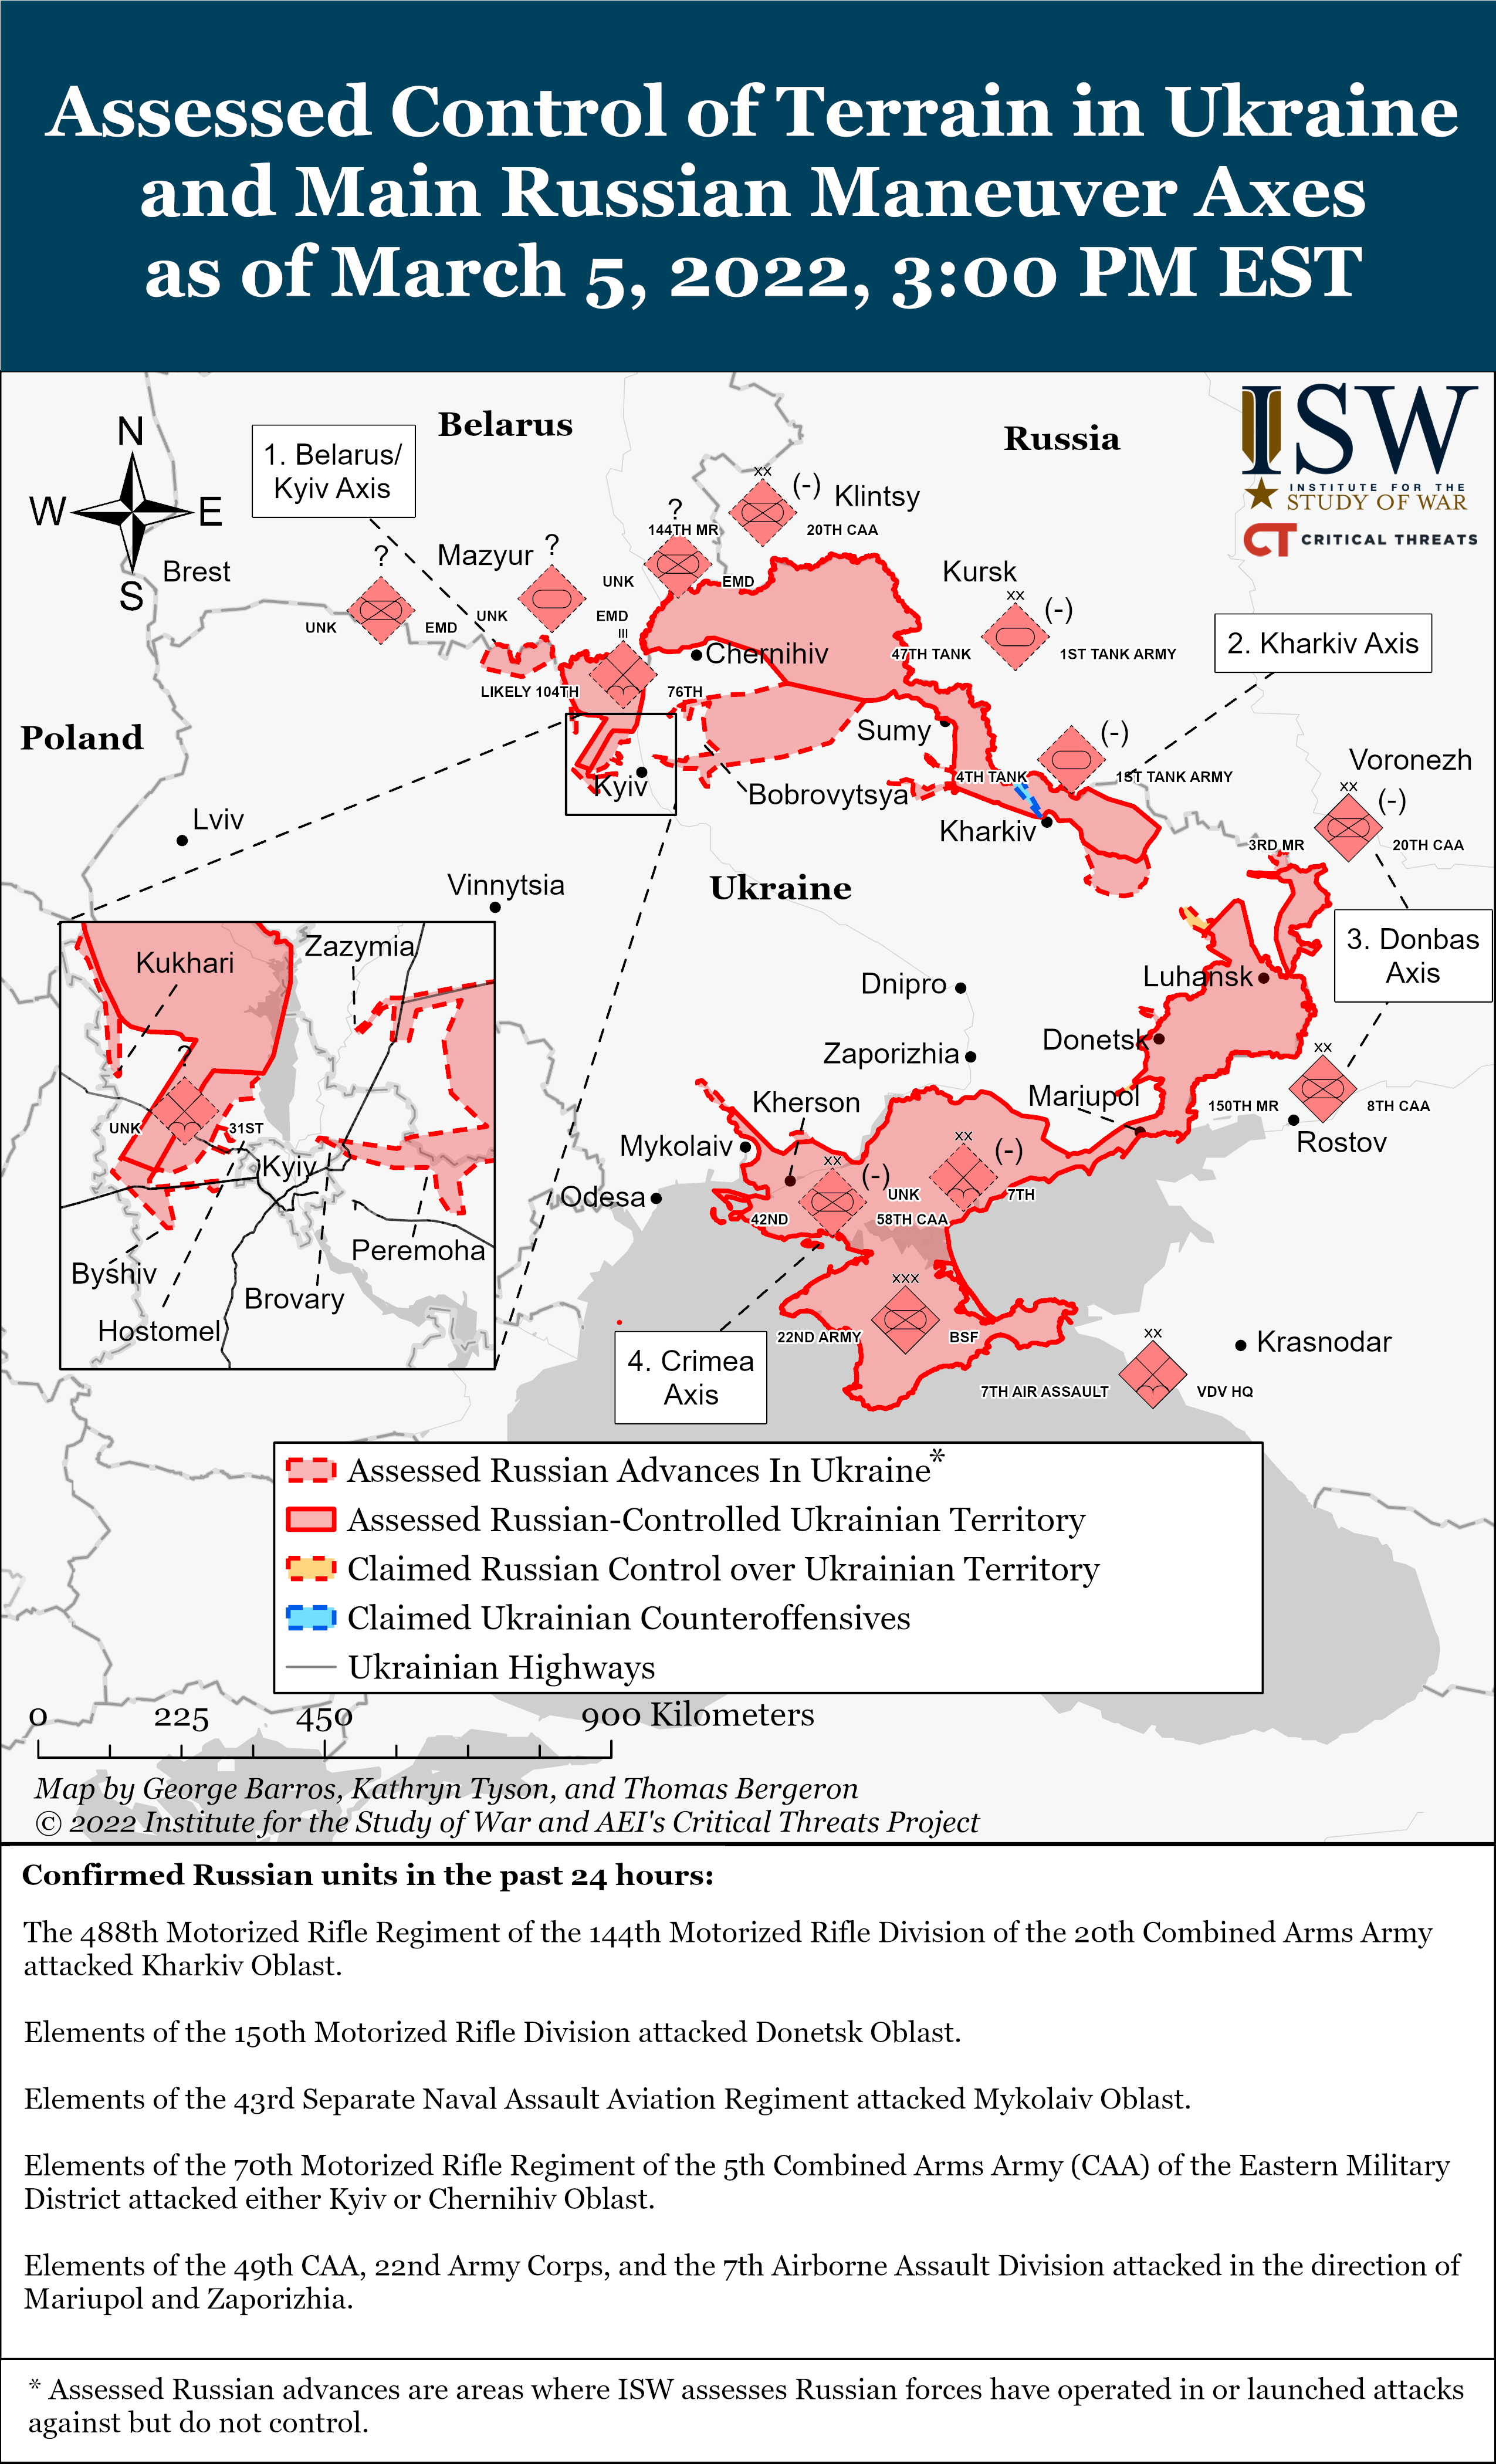 Assessed Control of Terrain in Ukraine
and Main Russian Maneuver Axes
as of March 5, 2022, 3:00 PM EST
N
W
E
S
Belarus
Russia
ISW
INSTITUTE FOR THE
STUDY OF WAR
CT CRITICAL THREATS
1. Belarus/
Kyiv Axis
XX
(-)
Klintsy
20TH CAA
?
144TH MR
UNK
EMD
Brest
?
UNK
EMD
Mazyur
?
UNK
EMD
III
LIKELY 104TH
76TH
Kursk
XX
(-)
47TH TANK
1ST TANK ARMY
2. Kharkiv Axis
Chernihiv
Poland
Sumy
(-)
4TH TANK
1ST TANK ARMY
Kyiv
Bobrovytsya
Kharkiv
Voronezh
XX
(-)
3RD MR
20TH CAA
Lviv
Vinnytsia
Ukraine
3. Donbas
Axis
Luhansk
Dnipro
Donetsk
Zaporizhia
Mariupol
XX
150TH MR
8TH CAA
Rostov
Kherson
Mykolaiv
Odesa
XX
(-)
42ND
58TH CAA
XX
(-)
UNK
7TH
XXX
22ND ARMY
BSF
4. Crimea
Axis
XX
7TH AIR ASSAULT
VDV HQ
Krasnodar
Kukhari
Zazymia
?
UNK
31ST
Kyiv
Peremoha
Byshiv
Brovary
Hostomel
Assessed Russian Advances In Ukraine*
Assessed Russian-Controlled Ukrainian Territory
Claimed Russian Control over Ukrainian Territory
Claimed Ukrainian Counteroffensives
Ukrainian Highways
0 225 450 900 Kilometers
Map by George Barros, Kathryn Tyson, and Thomas Bergeron
© 2022 Institute for the Study of War and AEI's Critical Threats Project
Confirmed Russian units in the past 24 hours:
The 488th Motorized Rifle Regiment of the 144th Motorized Rifle Division of the 20th Combined Arms Army
attacked Kharkiv Oblast.
Elements of the 150th Motorized Rifle Division attacked Donetsk Oblast.
Elements of the 43rd Separate Naval Assault Aviation Regiment attacked Mykolaiv Oblast.
Elements of the 70th Motorized Rifle Regiment of the 5th Combined Arms Army (CAA) of the Eastern Military
District attacked either Kyiv or Chernihiv Oblast.
Elements of the 49th CAA, 22nd Army Corps, and the 7th Airborne Assault Division attacked in the direction of
Mariupol and Zaporizhia.
* Assessed Russian advances are areas where ISW assesses Russian forces have operated in or launched attacks
against but do not control.